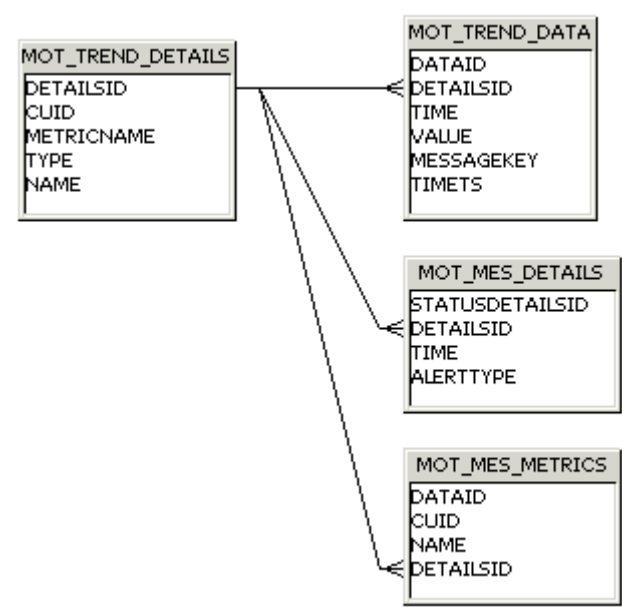 MOT_TREND_DETAILS
DETAILSID
CUID
METRICNAME
TYPE
NAME
MOT_TREND_DATA
DATAID
DETAILSID
TIME
VALUE
MESSAGEKEY
TIMETS
MOT_MES_DETAILS
STATUSDETAILSID
DETAILSID
TIME
ALERTTYPE
MOT_MES_METRICS
DATAID
CUID
NAME
DETAILSID